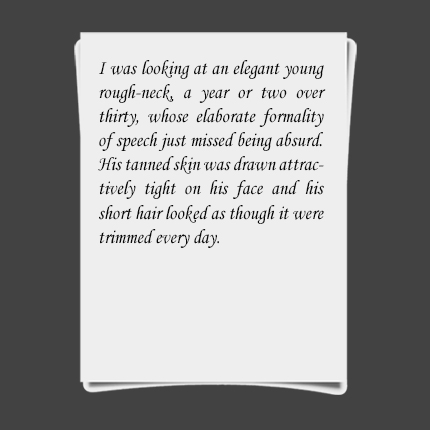 I was looking at an elegant young
rough-neck, a year or two over
thirty, whose elaborate formality
of speech just missed being absurd.
His tanned skin was drawn attrac-
tively tight on his face and his
short hair looked as though it were
trimmed every day.